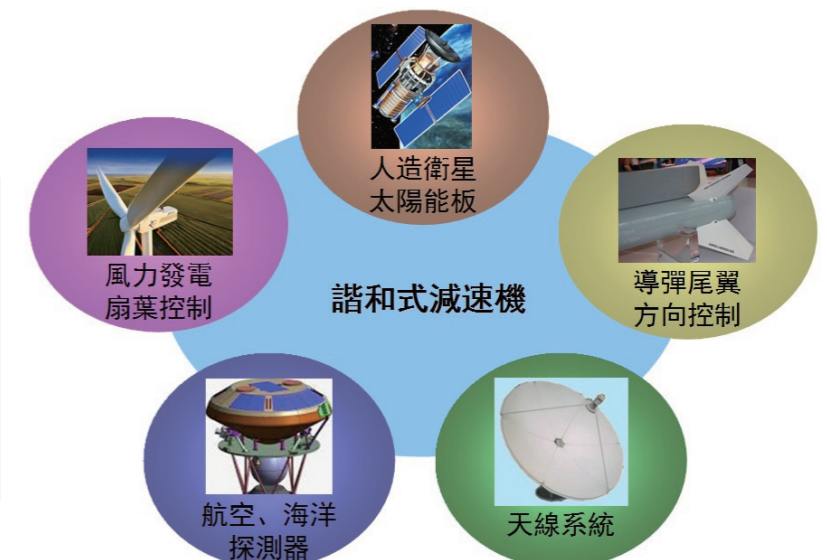 人造衛星
太陽能板
風力發電
扇葉控制
導彈尾翼
方向控制
諧和式減速機
航空、海洋
探測器
天線系統